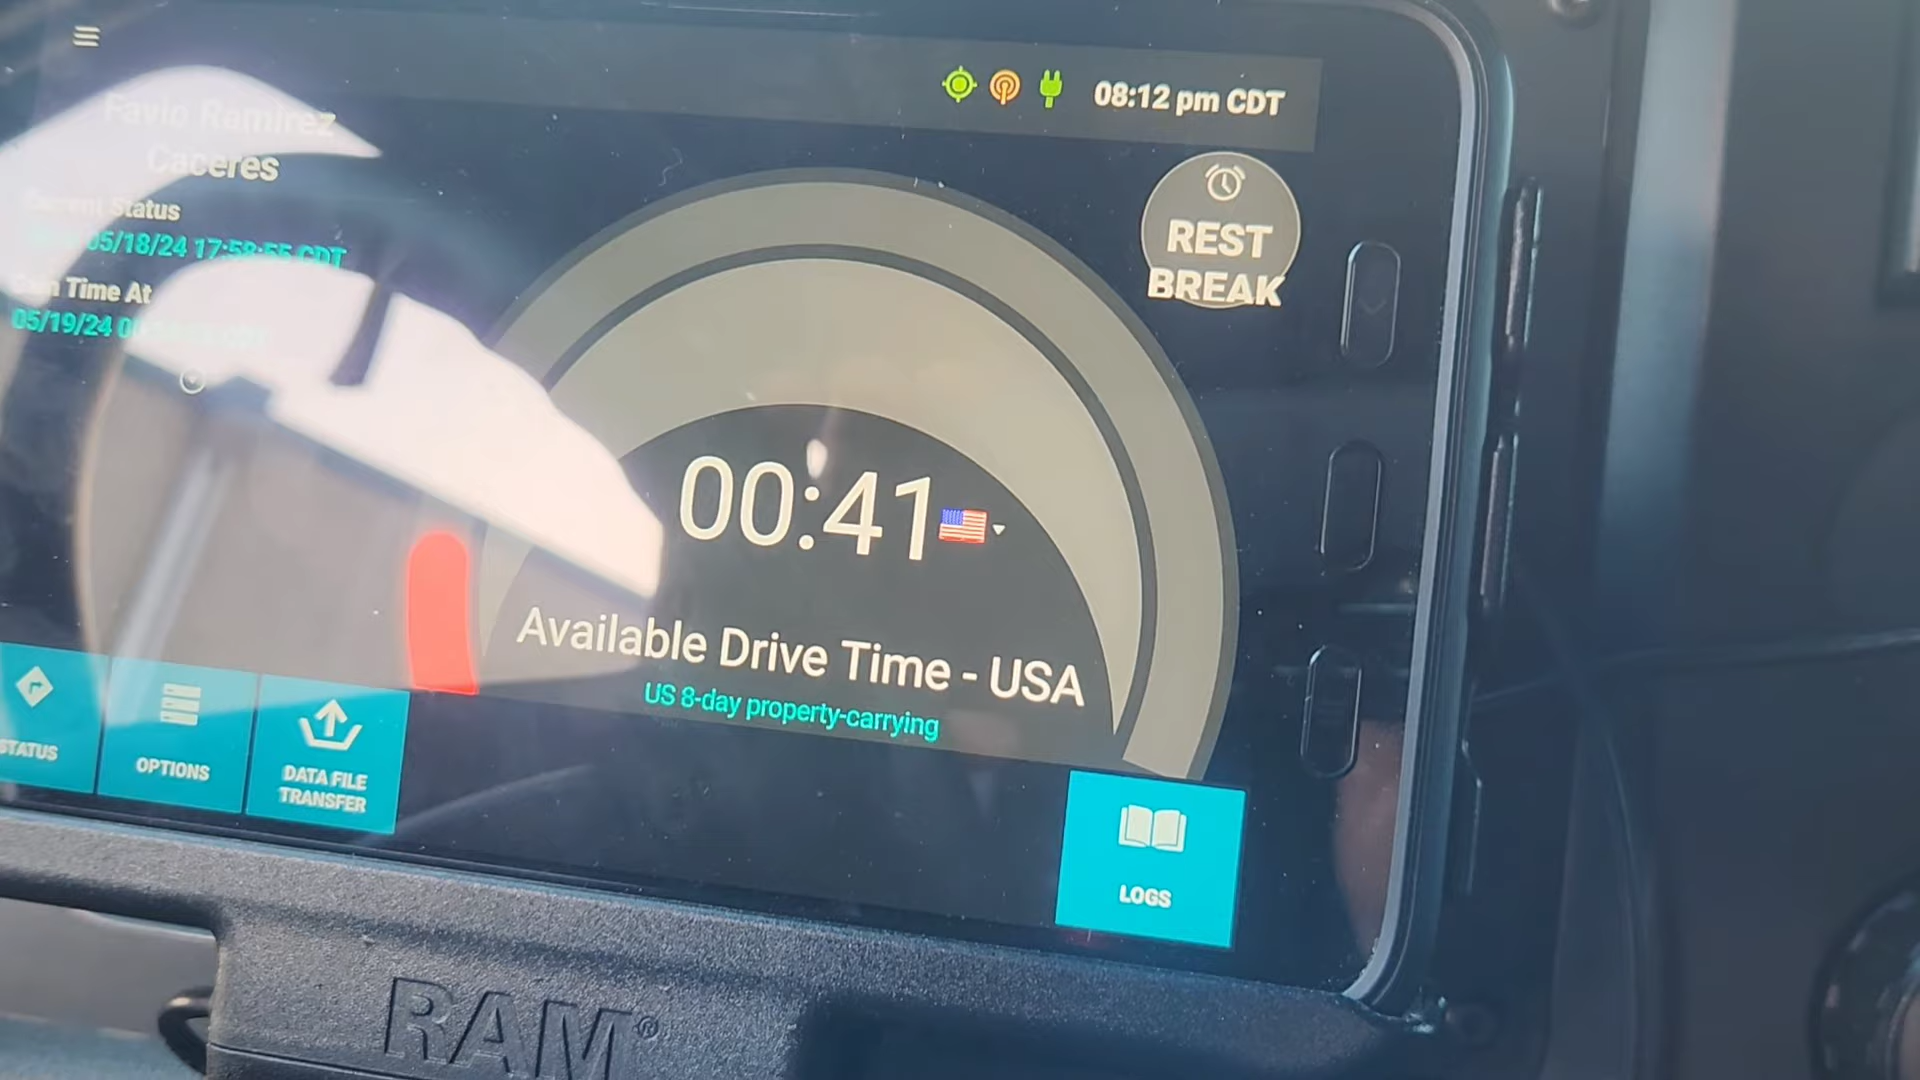 08:12 pm CDT
Favio Ramirez
Caceres
Status
05/18/24 17:58:55 CDT
Time At
05/19/24
REST
BREAK
00:41
Available Drive Time - USA
US 8-day property-carrying
STATUS
OPTIONS
DATA FILE
TRANSFER
LOGS
RAM®